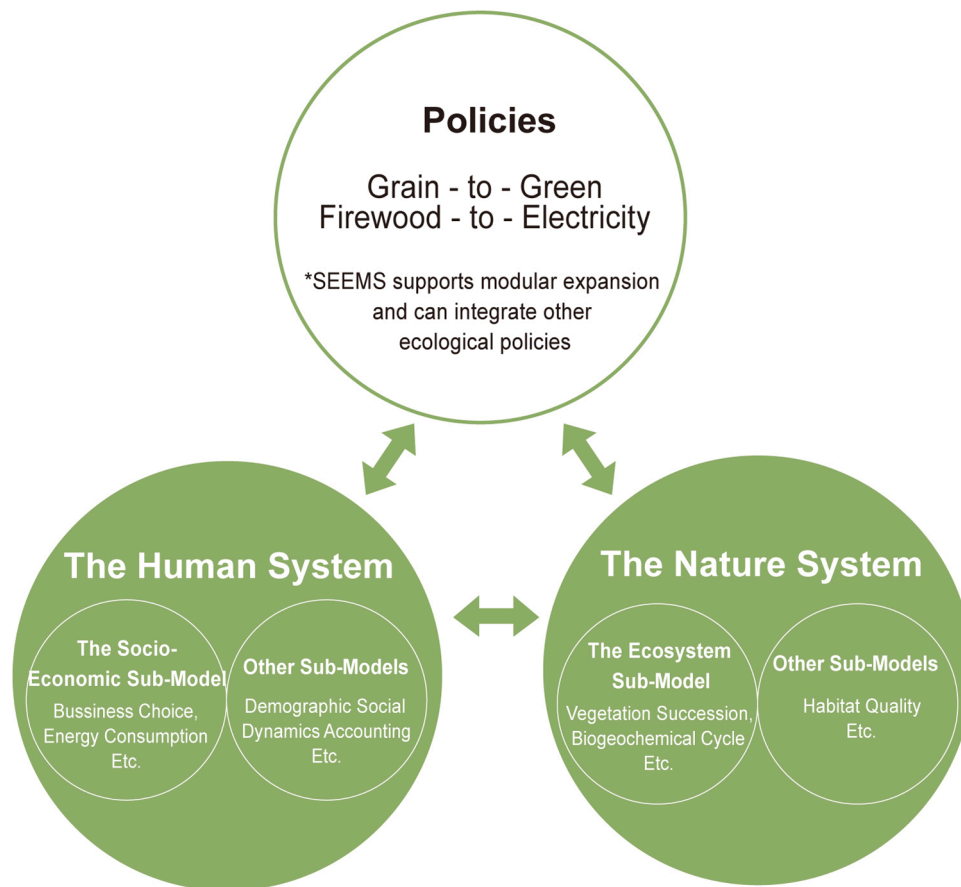 Policies
Grain - to - Green
Firewood - to - Electricity
*SEEMS supports modular expansion
and can integrate other
ecological policies
The Human System
The Socio-
Economic Sub-Model
Bussiness Choice,
Energy Consumption
Etc.
Other Sub-Models
Demographic Social
Dynamics Accounting
Etc.
The Nature System
The Ecosystem
Sub-Model
Vegetation Succession,
Biogeochemical Cycle
Etc.
Other Sub-Models
Habitat Quality
Etc.